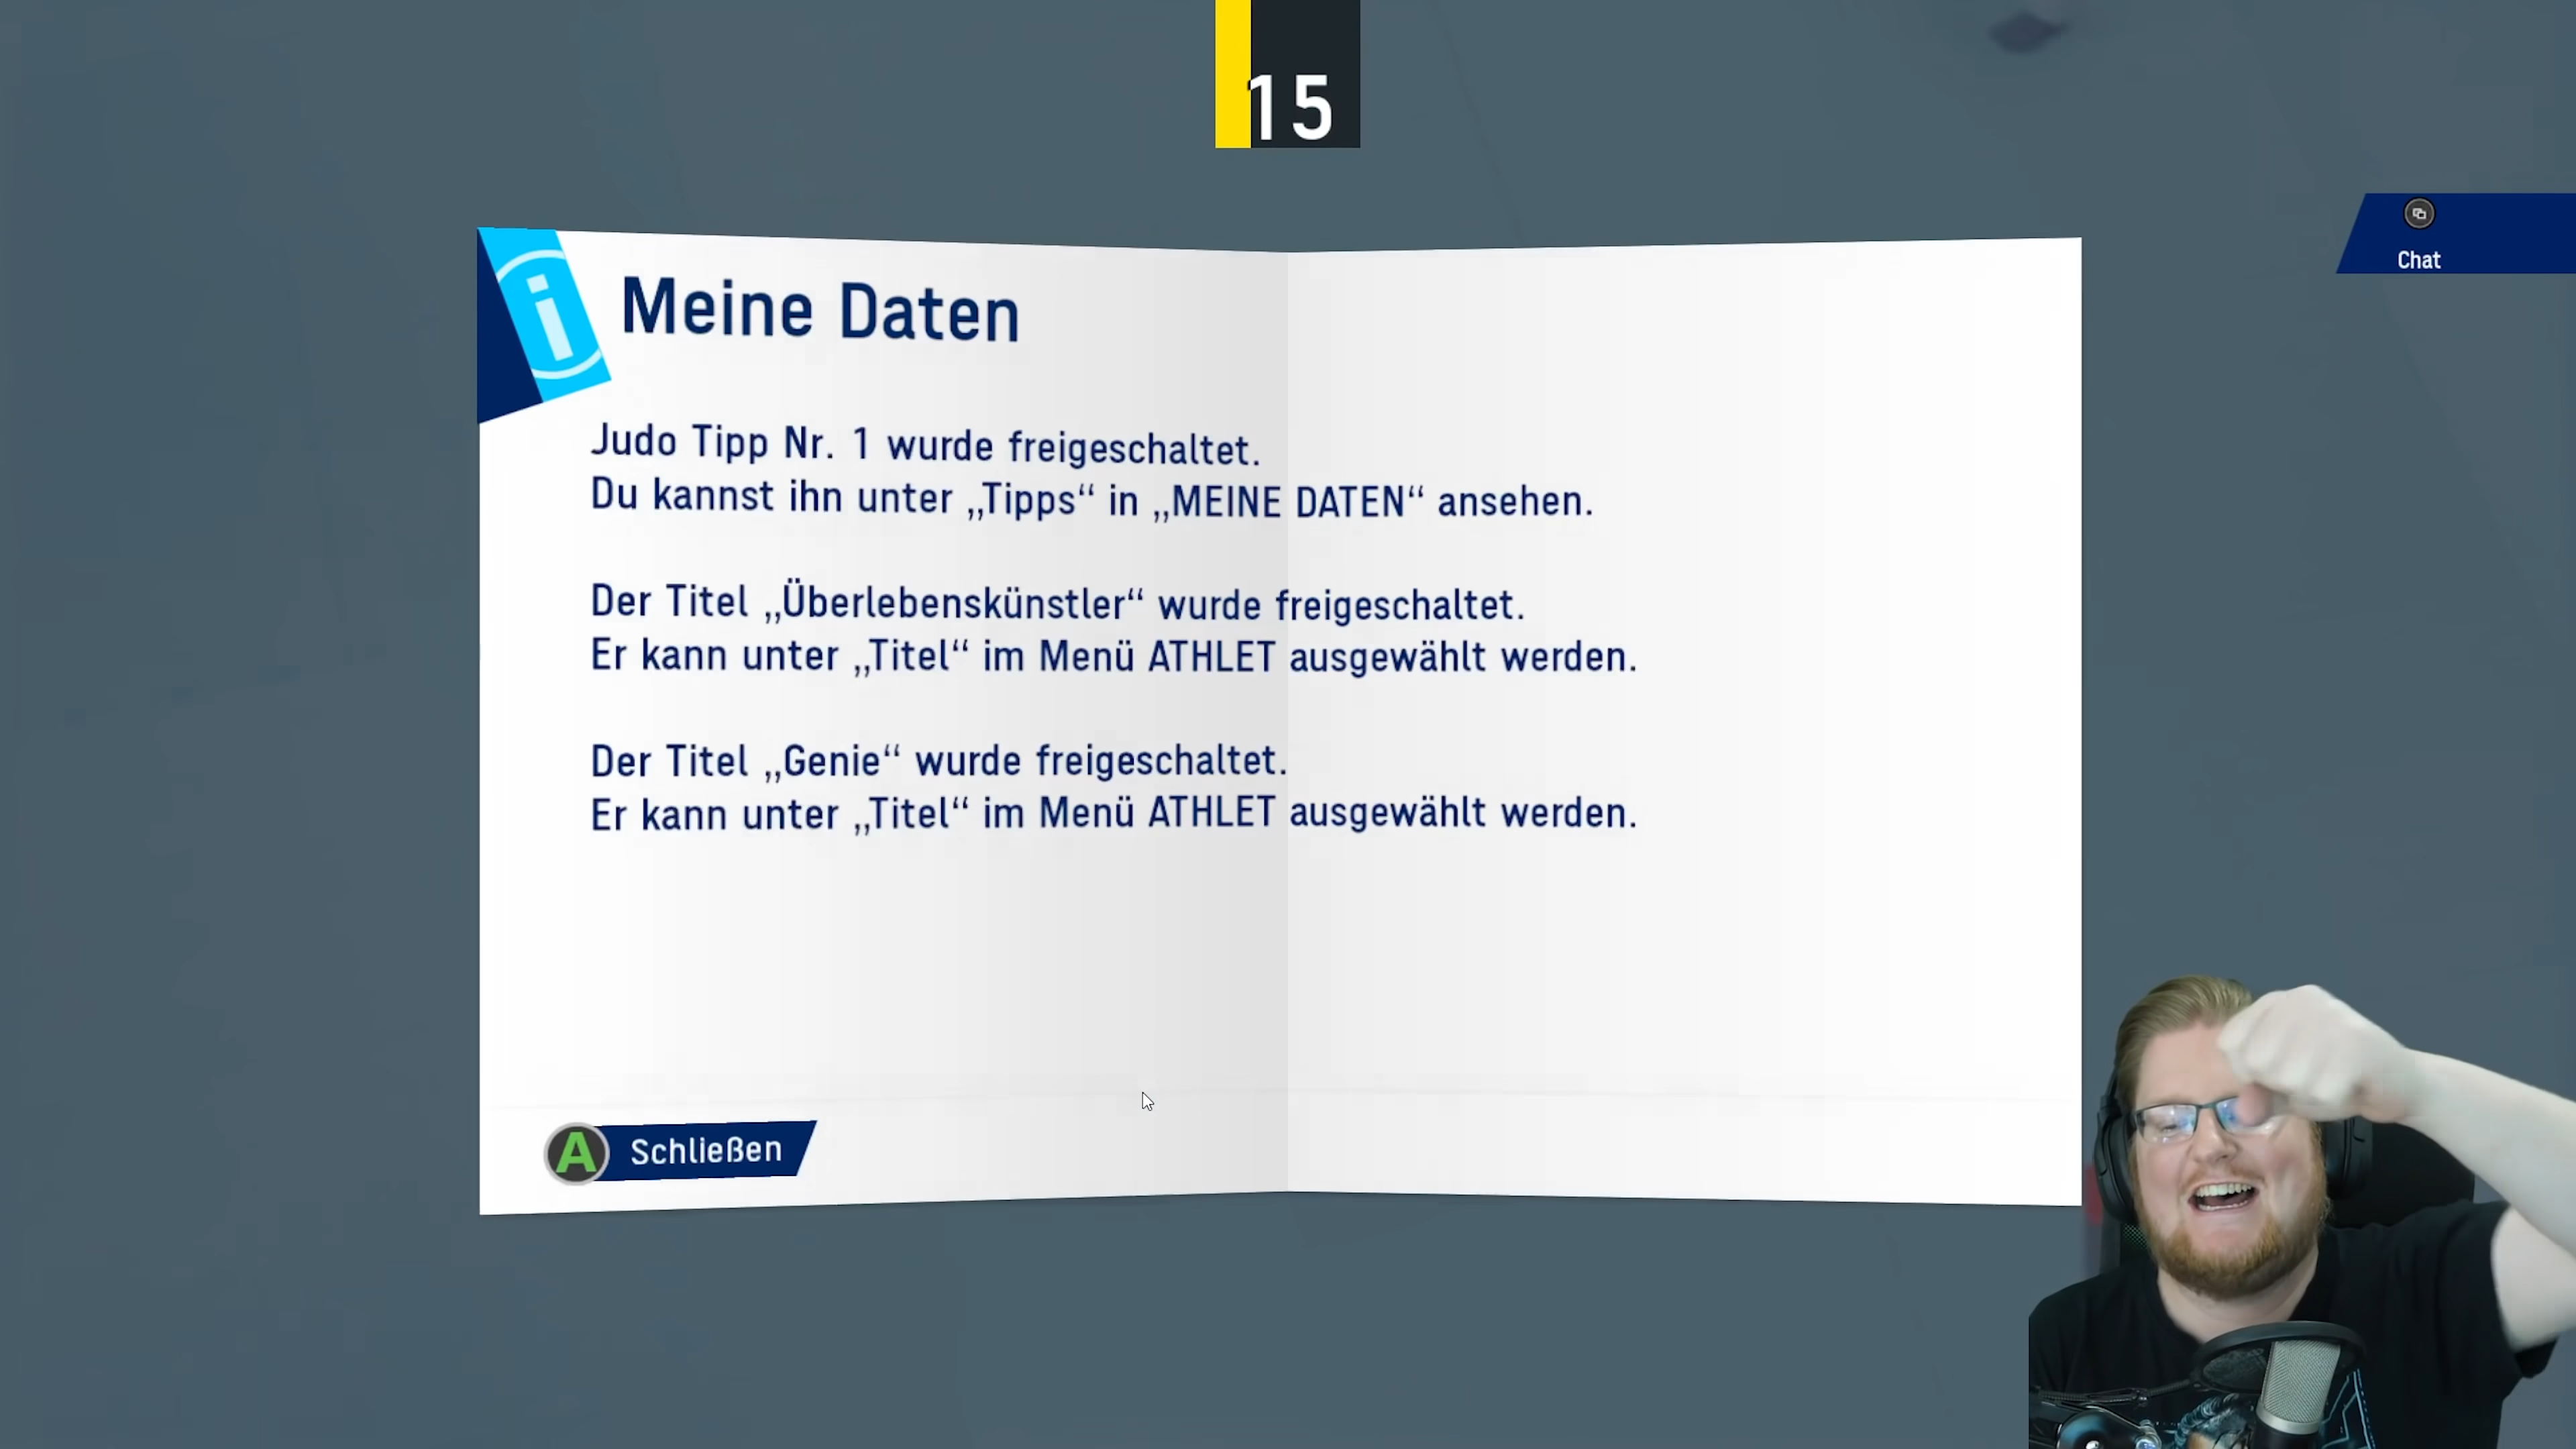 15
Chat
Meine Daten
Judo Tipp Nr. 1 wurde freigeschaltet.
Du kannst ihn unter „Tipps“ in „MEINE DATEN“ ansehen.
Der Titel „Überlebenskünstler“ wurde freigeschaltet.
Er kann unter „Titel“ im Menü ATHLET ausgewählt werden.
Der Titel „Genie“ wurde freigeschaltet.
Er kann unter „Titel“ im Menü ATHLET ausgewählt werden.
A Schließen